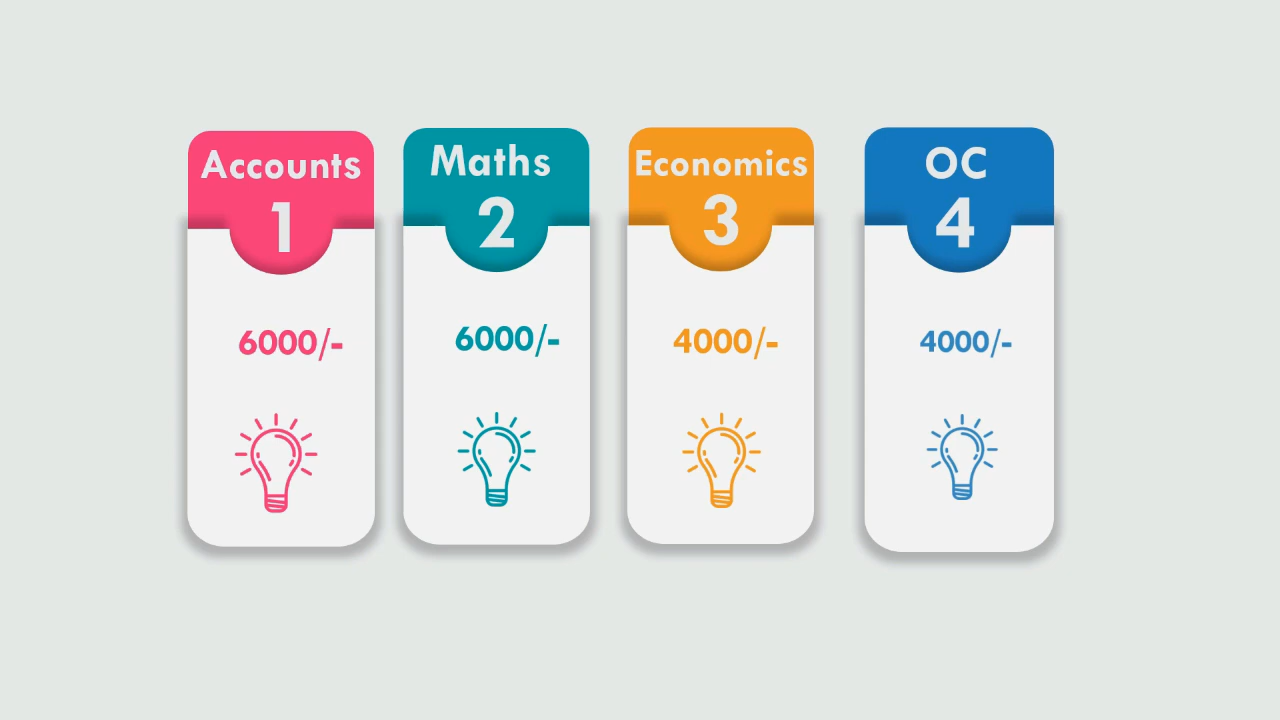 Accounts
1
6000/-
Maths
2
6000/-
Economics
3
4000/-
OC
4
4000/-